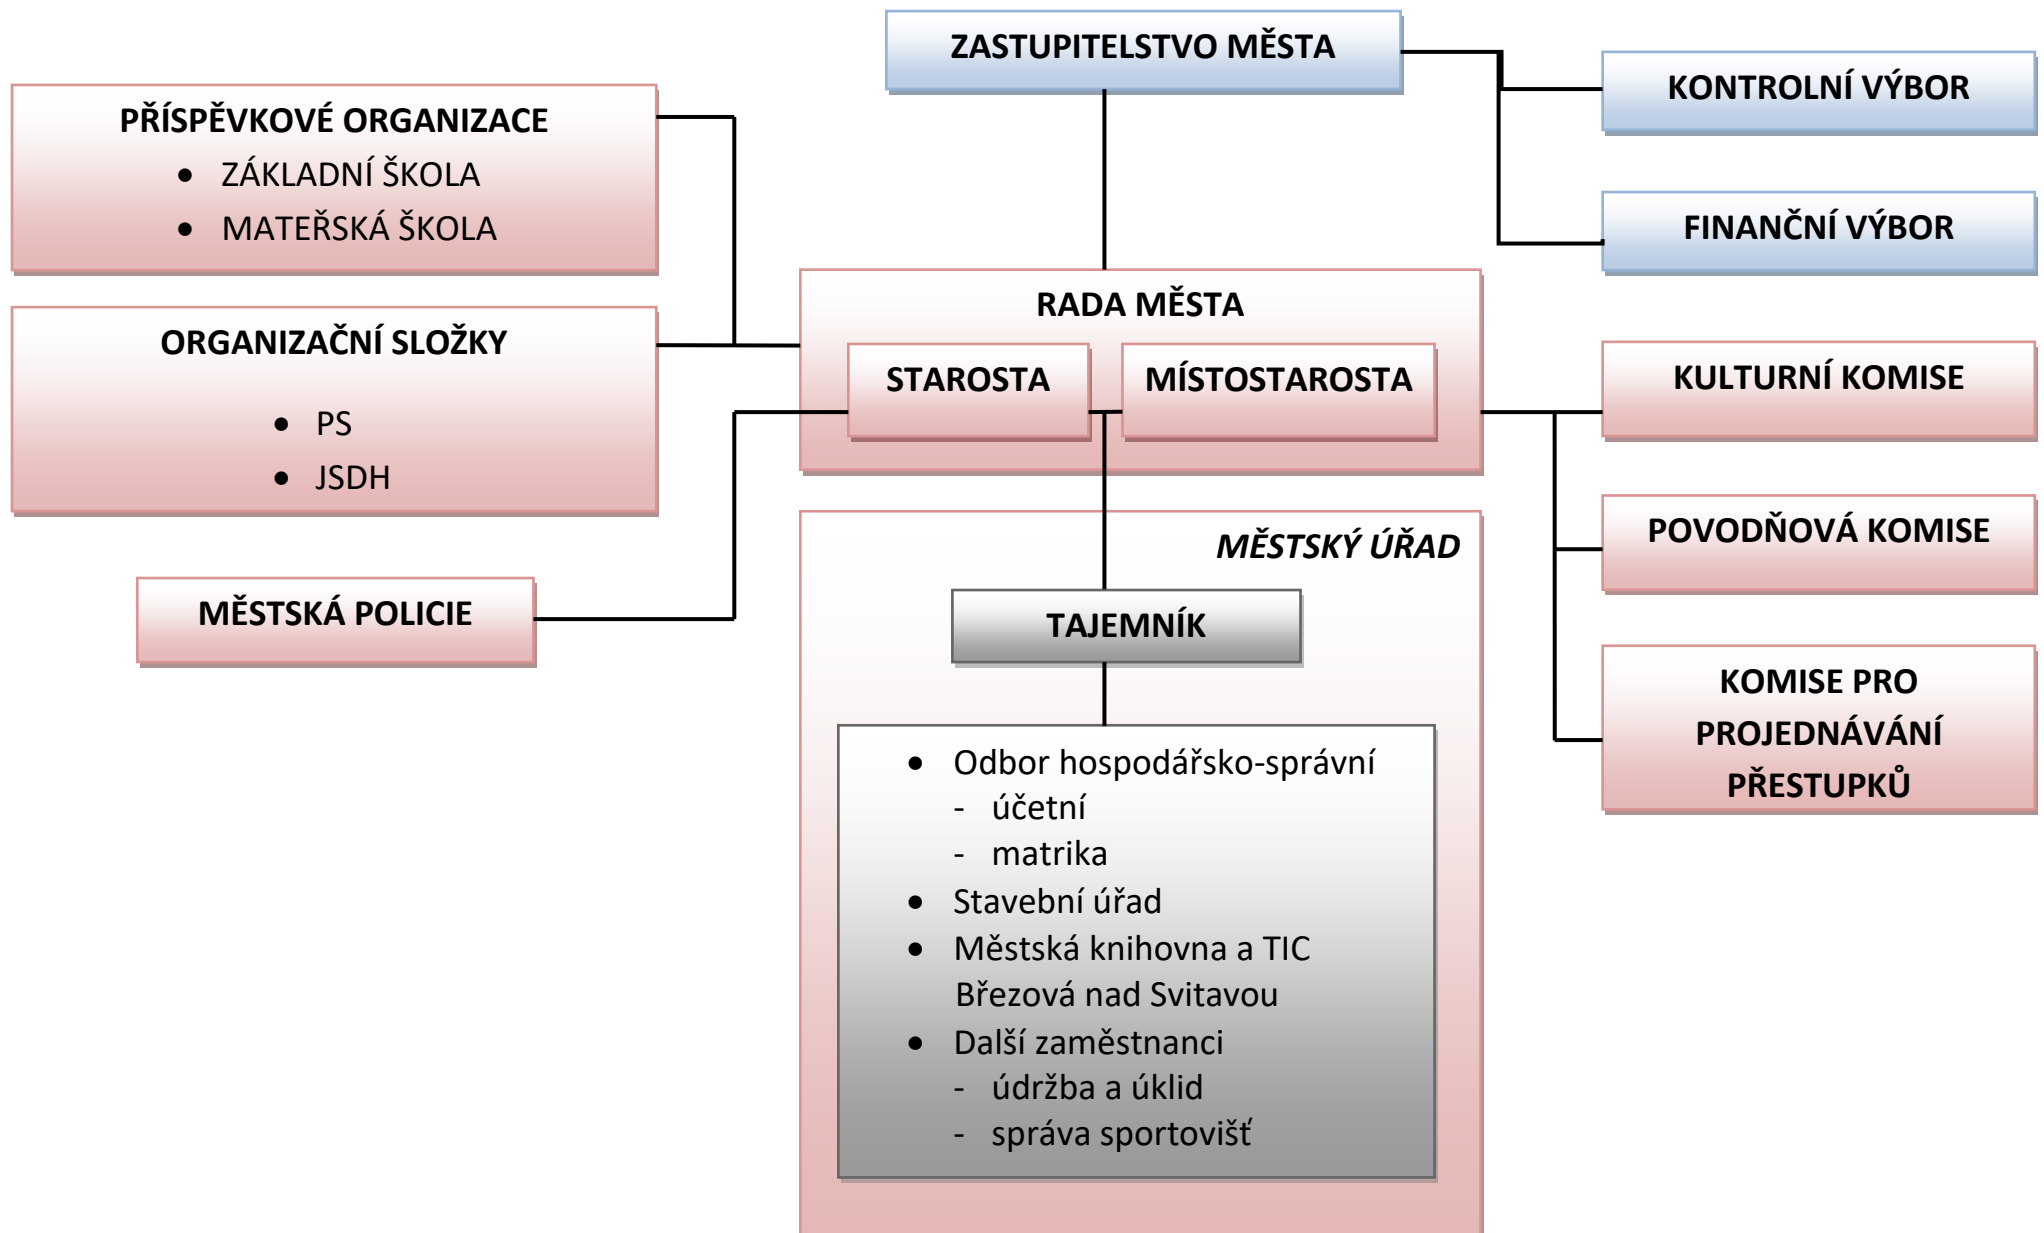 ZASTUPITELSTVO MĚSTA
KONTROLNÍ VÝBOR
FINANČNÍ VÝBOR
PŘÍSPĚVKOVÉ ORGANIZACE
• ZÁKLADNÍ ŠKOLA
• MATEŘSKÁ ŠKOLA
ORGANIZAČNÍ SLOŽKY
• PS
• JSDH
MĚSTSKÁ POLICIE
RADA MĚSTA
STAROSTA
MÍSTOSTAROSTA
KULTURNÍ KOMISE
POVODŇOVÁ KOMISE
KOMISE PRO
PROJEDNÁVÁNÍ
PŘESTUPKŮ
MĚSTSKÝ ÚŘAD
TAJEMNÍK
• Odbor hospodářsko-správní
- účetní
- matrika
• Stavební úřad
• Městská knihovna a TIC
Březová nad Svitavou
• Další zaměstnanci
- údržba a úklid
- správa sportovišť